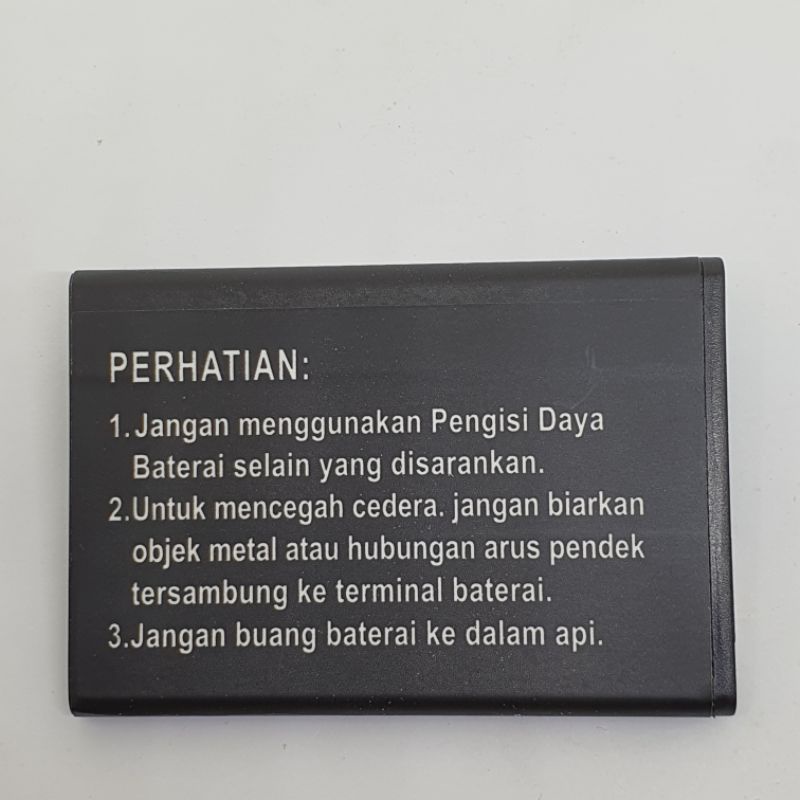 PERHATIAN:
1.Jangan menggunakan Pengisi Daya
Baterai selain yang disarankan.
2.Untuk mencegah cedera. jangan biarkan
objek metal atau hubungan arus pendek
tersambung ke terminal baterai.
3.Jangan buang baterai ke dalam api.